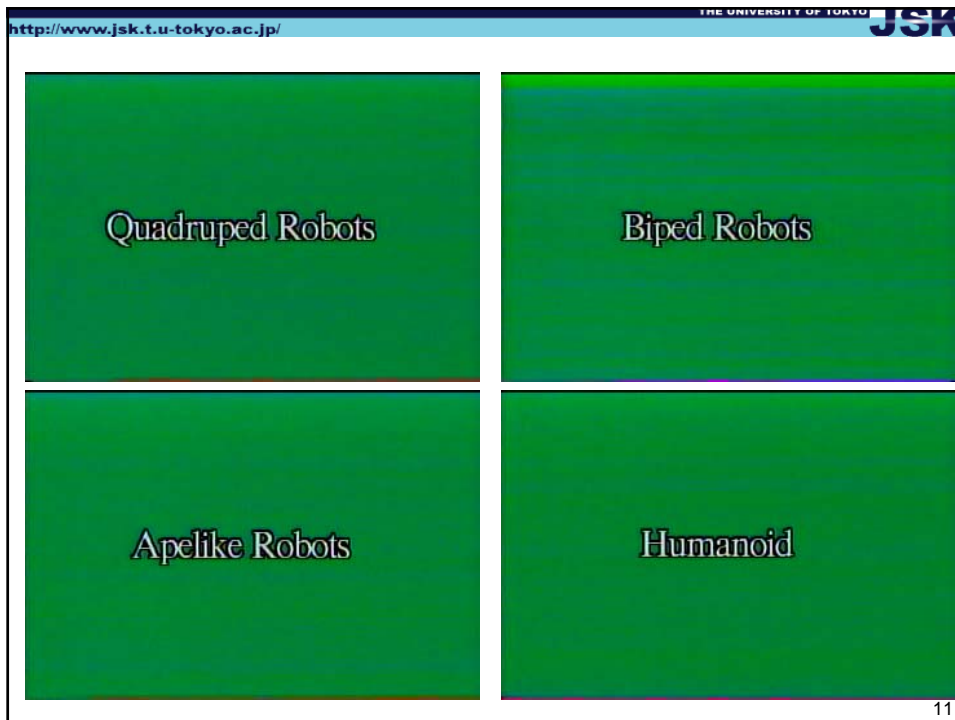 THE UNIVERSITY OF TOKYO
JSK
http://www.jsk.t.u-tokyo.ac.jp/
Quadruped Robots
Biped Robots
Apelike Robots
Humanoid
11